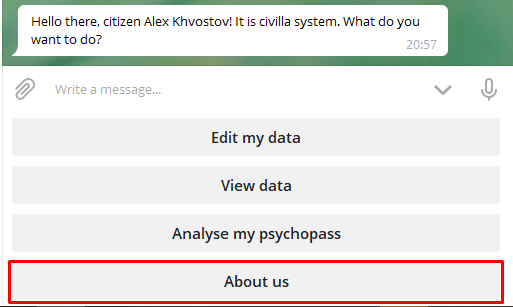 Hello there, citizen Alex Khvostov! It is civilla system. What do you
want to do?
20:57
Write a message...
Edit my data
View data
Analyse my psychopass
About us